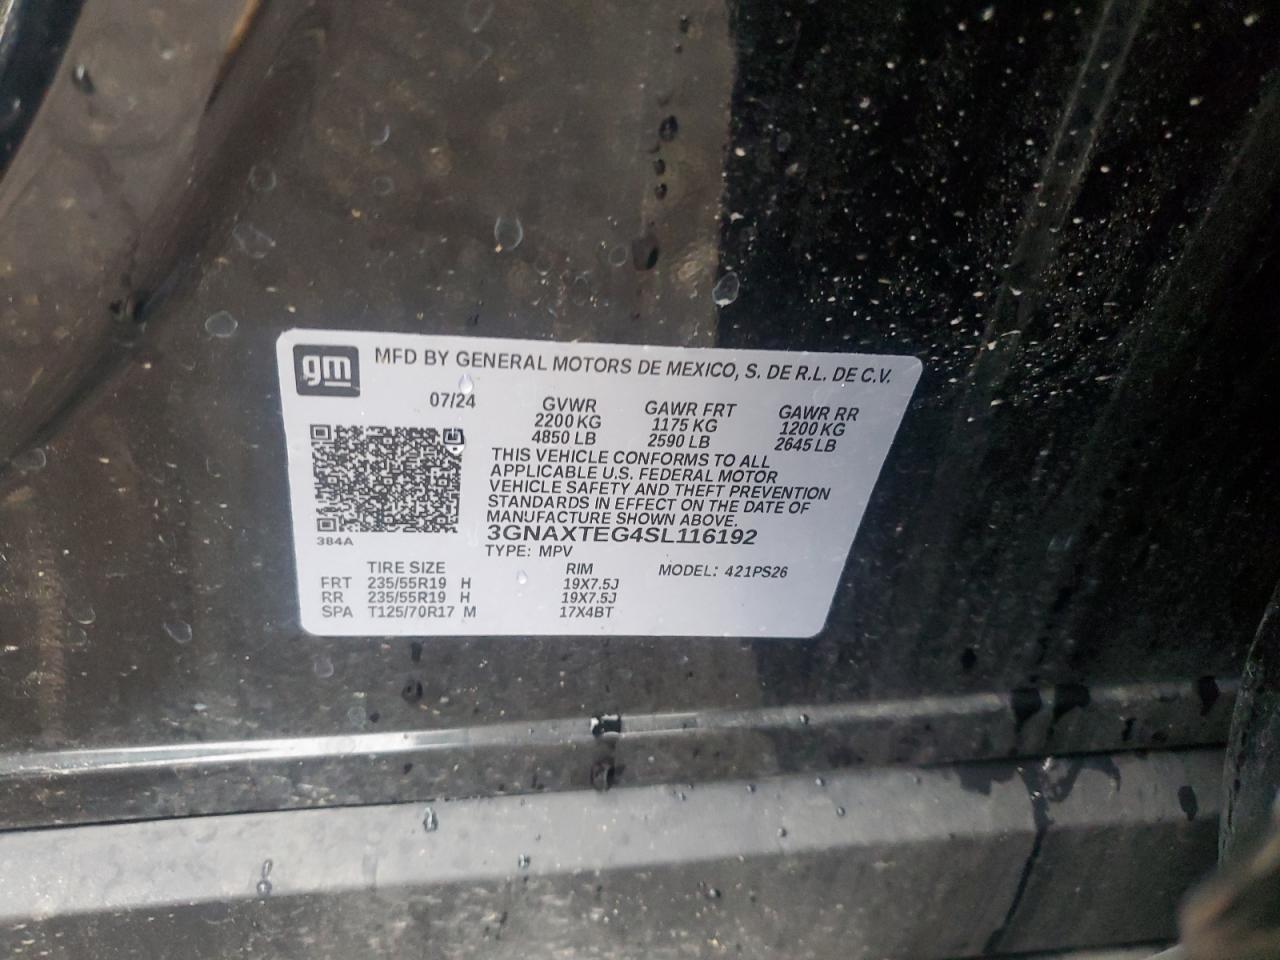 gm MFD BY GENERAL MOTORS DE MEXICO, S. DE R.L. DE C.V.
07/24 GVWR GAWR FRT GAWR RR
2200 KG 1175 KG 1200 KG
4850 LB 2590 LB 2645 LB
THIS VEHICLE CONFORMS TO ALL
APPLICABLE U.S. FEDERAL MOTOR
VEHICLE SAFETY AND THEFT PREVENTION
STANDARDS IN EFFECT ON THE DATE OF
MANUFACTURE SHOWN ABOVE.
3GNAXTEG4SL116192
384A
TYPE: MPV
TIRE SIZE RIM MODEL: 421PS26
FRT 235/55R19 H 19X7.5J
RR 235/55R19 H 19X7.5J
SPA T125/70R17 M 17X4BT